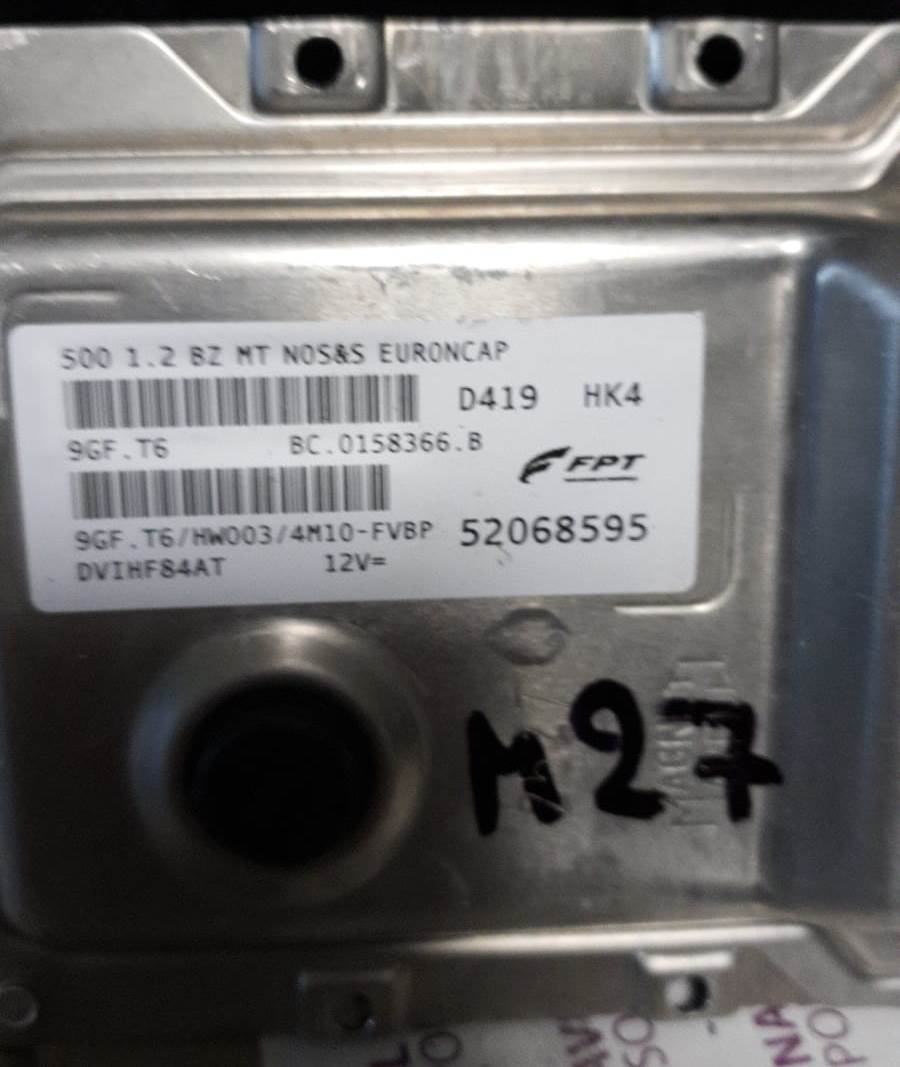 500 1.2 BZ MT NOS&S EURONCAP
D419 HK4
9GF.T6 BC.0158366.B
FPT
9GF.T6/HW003/4M10-FVBP 52068595
DVIHF84AT 12V=
M27